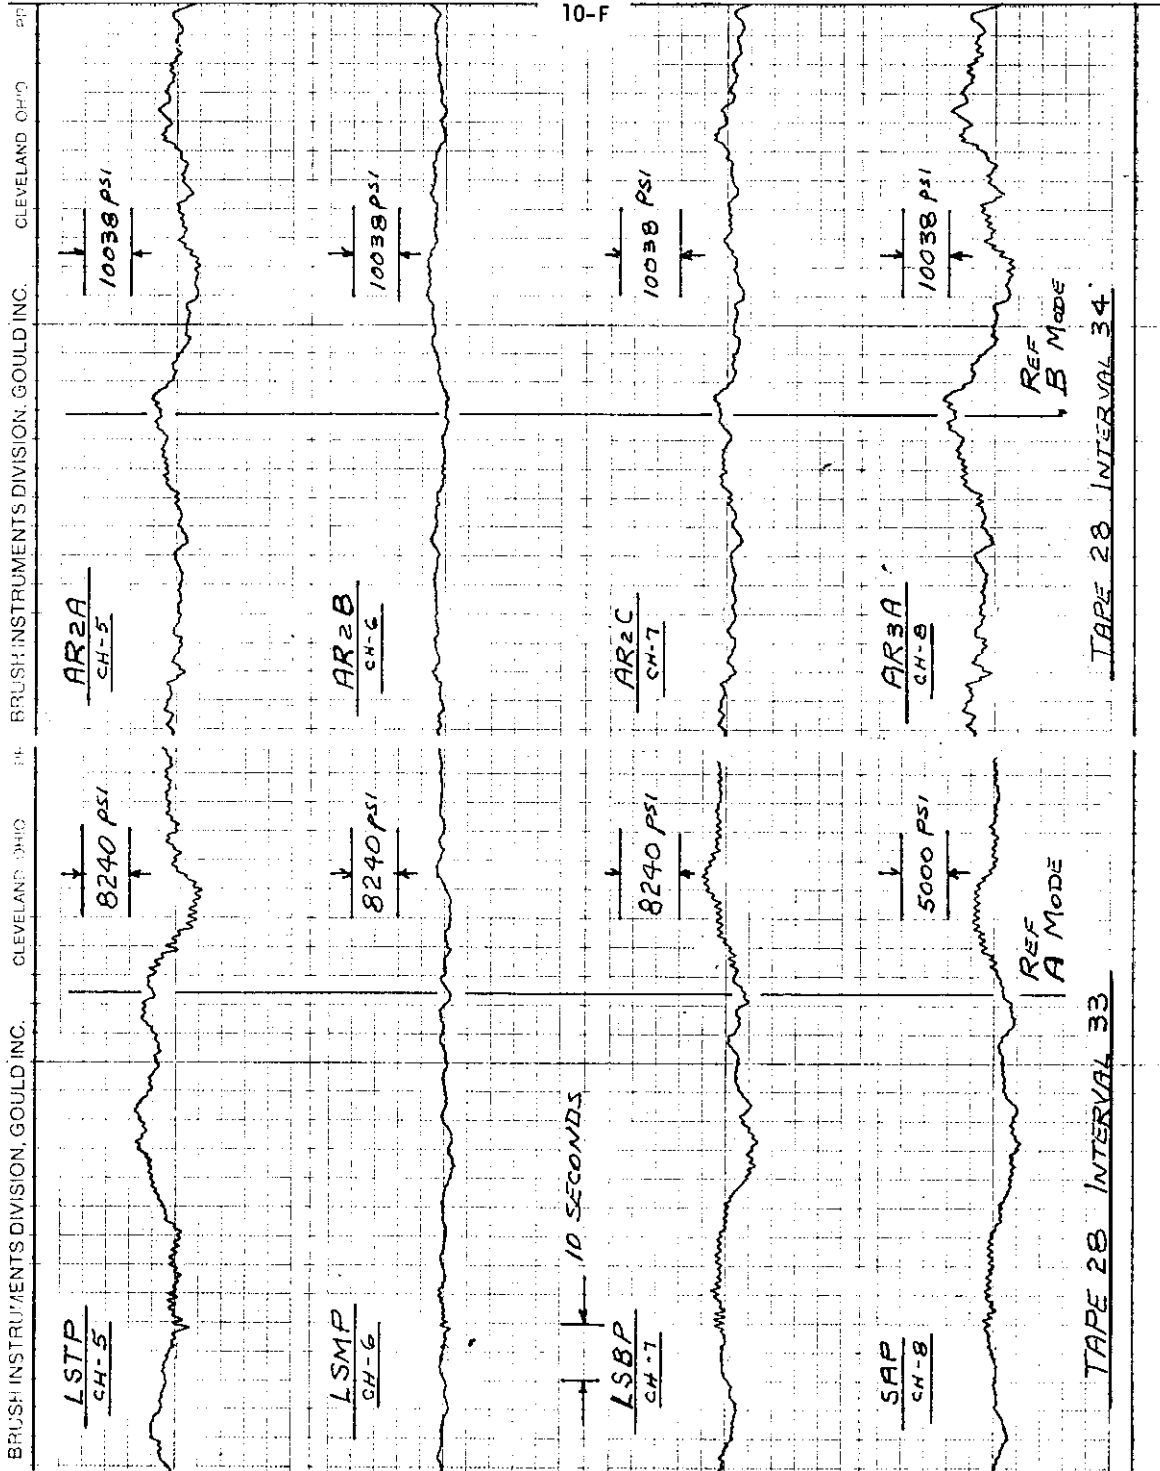 10-F
BRUSH INSTRUMENTS DIVISION, GOULD INC.
CLEVELAND OHIO
LSTP
CH-5
8240 PSI
LSMP
CH-6
8240 PSI
10 SECONDS
LSBP
CH-7
8240 PSI
SAP
CH-8
5000 PSI
REF
A MODE
TAPE 28 INTERVAL 33
BRUSH INSTRUMENTS DIVISION, GOULD INC.
CLEVELAND OHIO
AR2A
CH-5
10038 PSI
AR2B
CH-6
10038 PSI
AR2C
CH-7
10038 PSI
AR3A
CH-8
10038 PSI
REF
B MODE
TAPE 28 INTERVAL 34